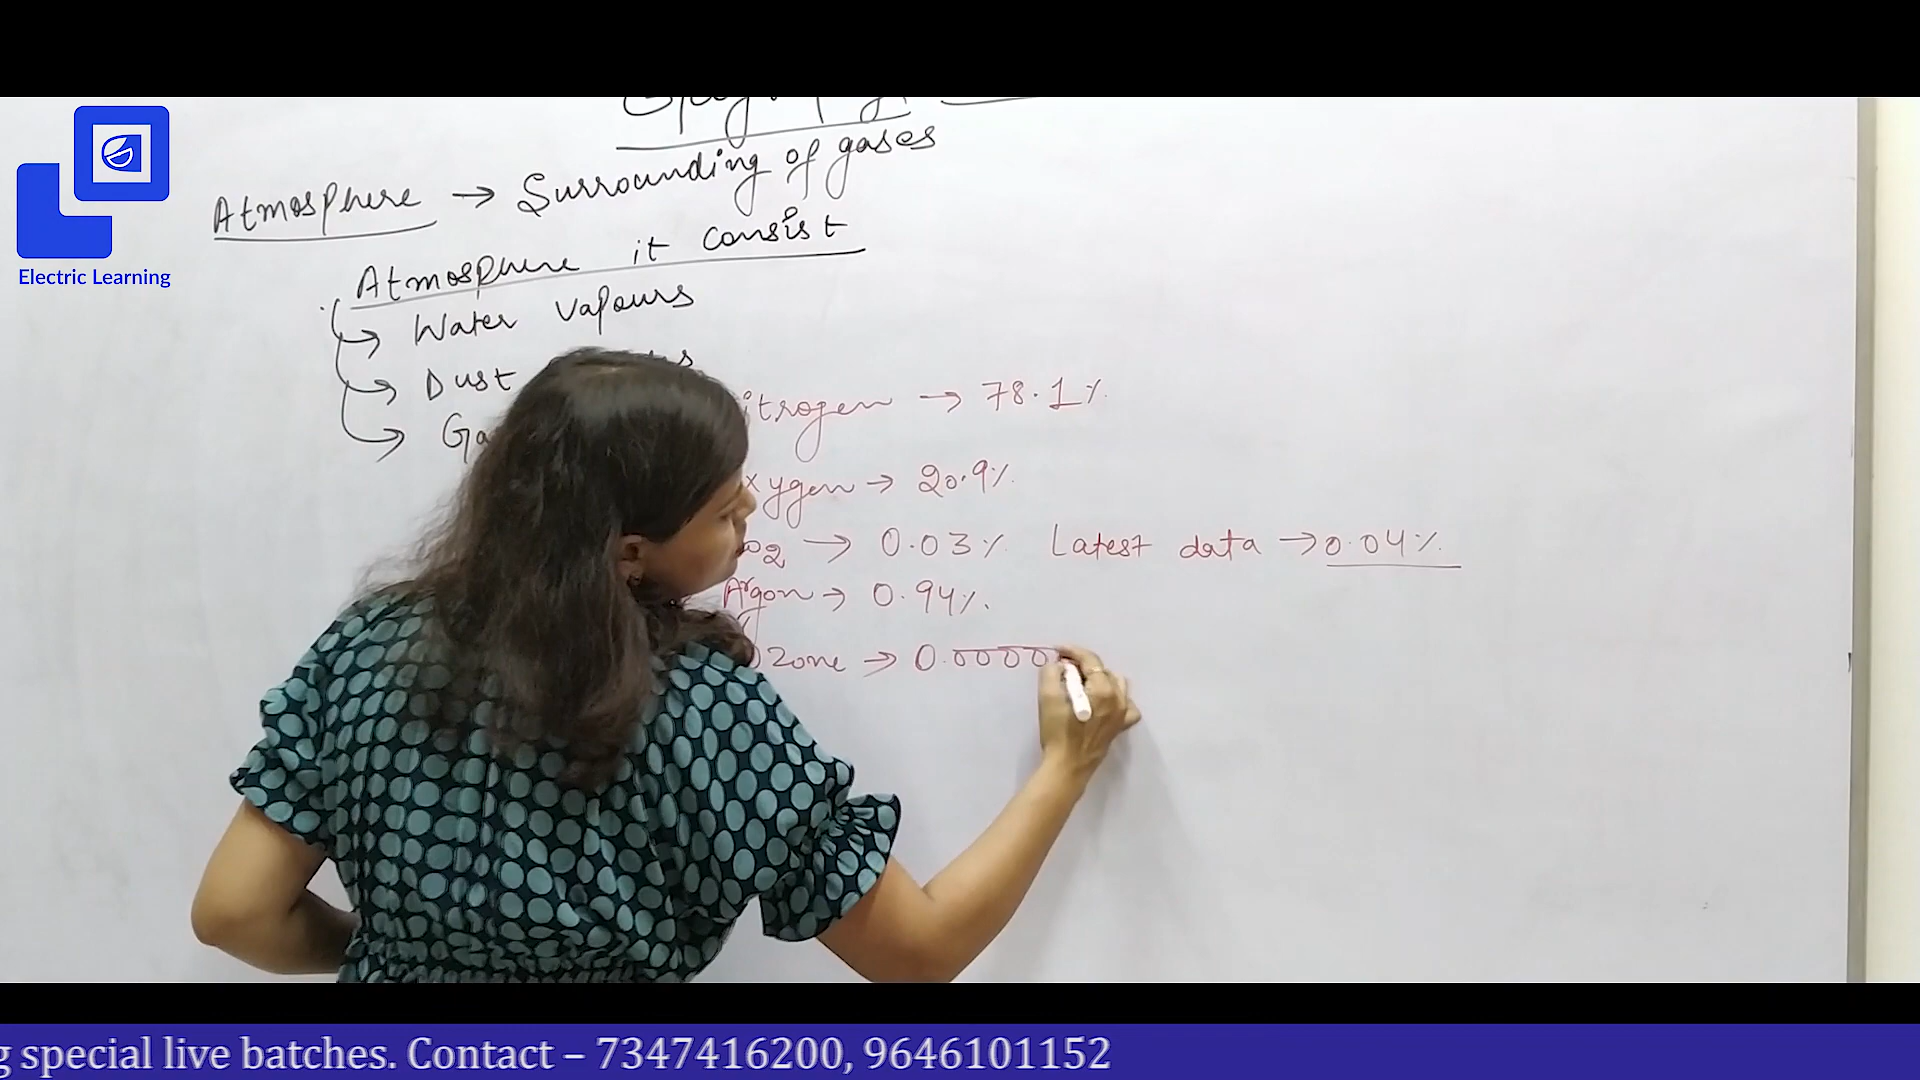 Atmosphere → Surrounding of gases
Atmosphere it consist
→ Water vapours
→ Dust
→ Ga
itrogen → 78.1%
xygen → 20.9%
O2 → 0.03% Latest data → 0.04%.
Argon → 0.94%.
Ozone → 0.0000
Electric Learning
g special live batches. Contact – 7347416200, 9646101152